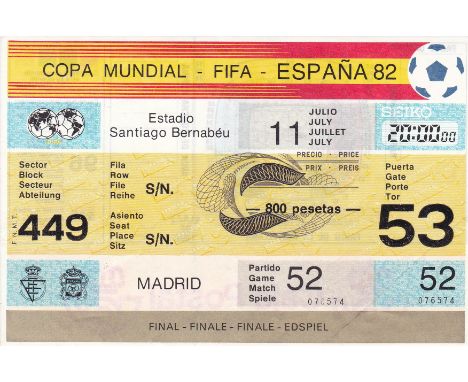 COPA MUNDIAL - FIFA - ESPAÑA 82
Estadio
Santiago Bernabéu
11
JULIO
JULY
JUILLET
JULY
SEIKO
20:00 00
Sector
Block
Secteur
Abteilung
Fila
Row
File
Reihe
S/N.
PRECIO · PRICE
PRIX · PREIS
Puerta
Gate
Porte
Tor
F.N.M.T.
449
Asiento
Seat
Place
Sitz
S/N.
800 pesetas
53
MADRID
Partido
Game
Match
Spiele
52
076574
52
076574
FINAL - FINALE - FINALE - EDSPIEL